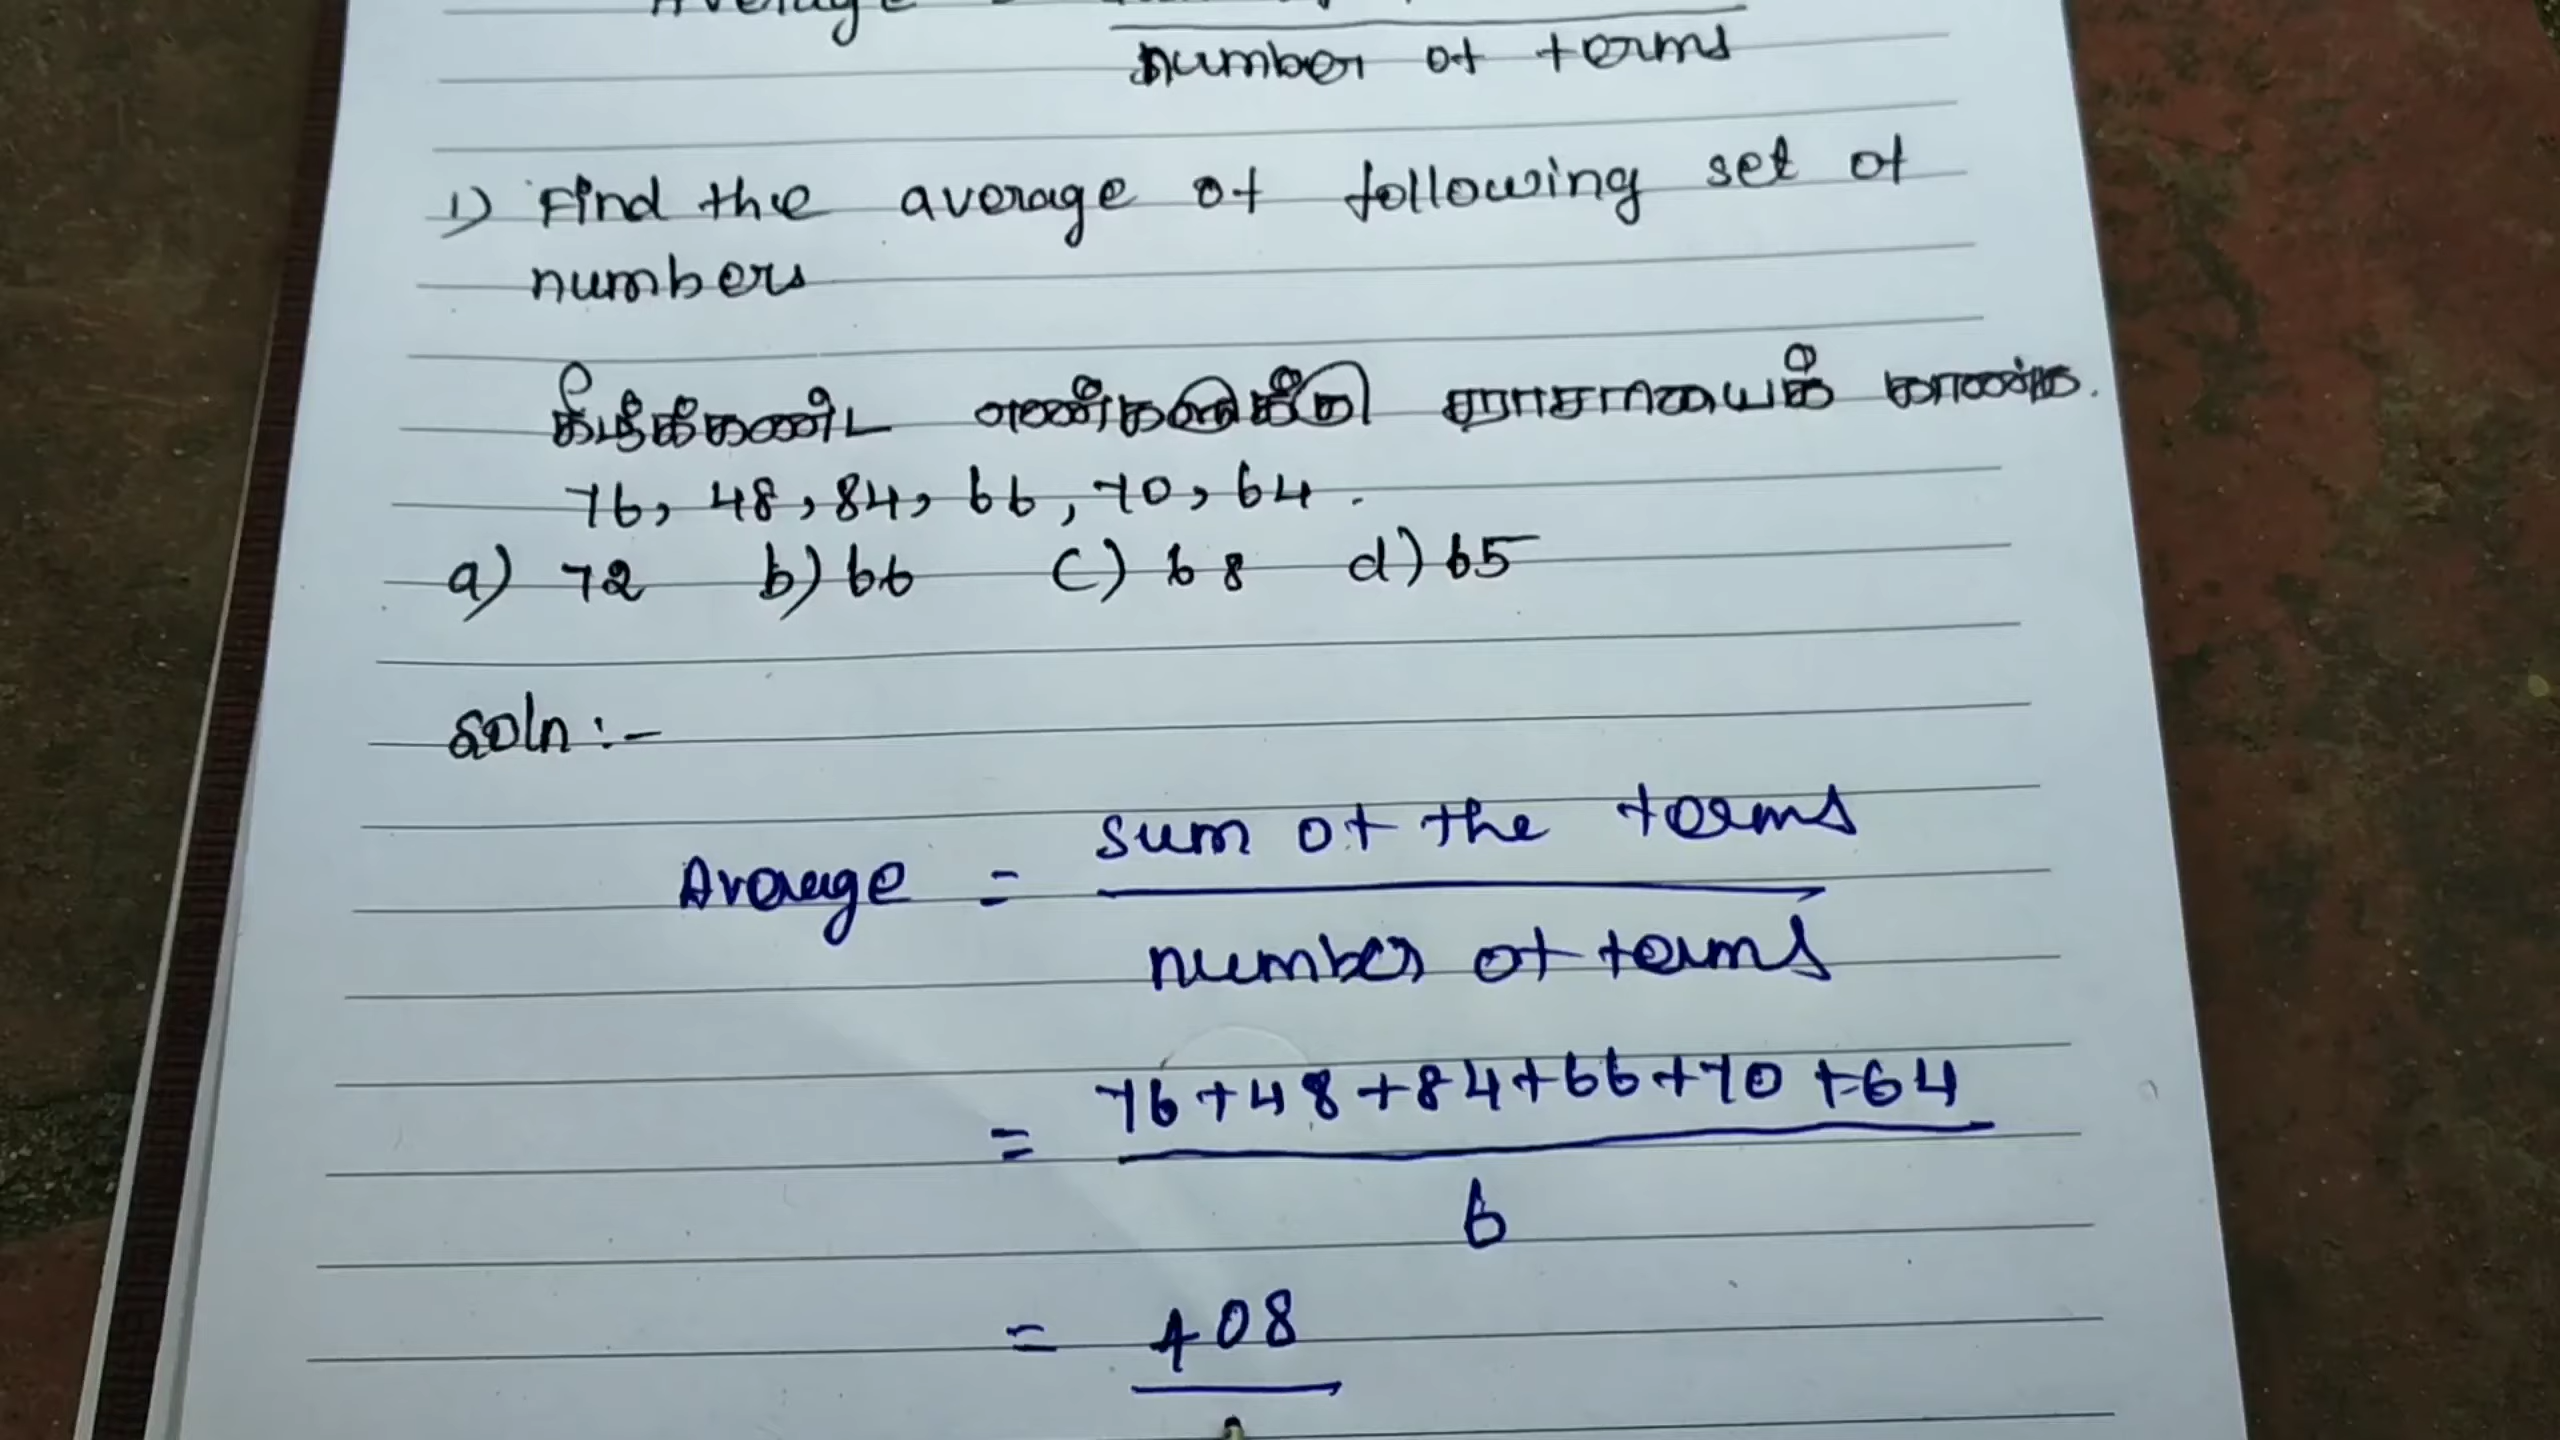 Average =
number of terms
1) Find the average of following set of
numbers
கீழ்க்கண்ட எண்களுக்கு சராசரியைக் காண்க.
76, 48, 84, 66, 70, 64.
a) 72 b) 66 c) 68 d) 65
soln :-
Average = sum of the terms
number of terms
= 76+48+84+66+70+64
6
= 408